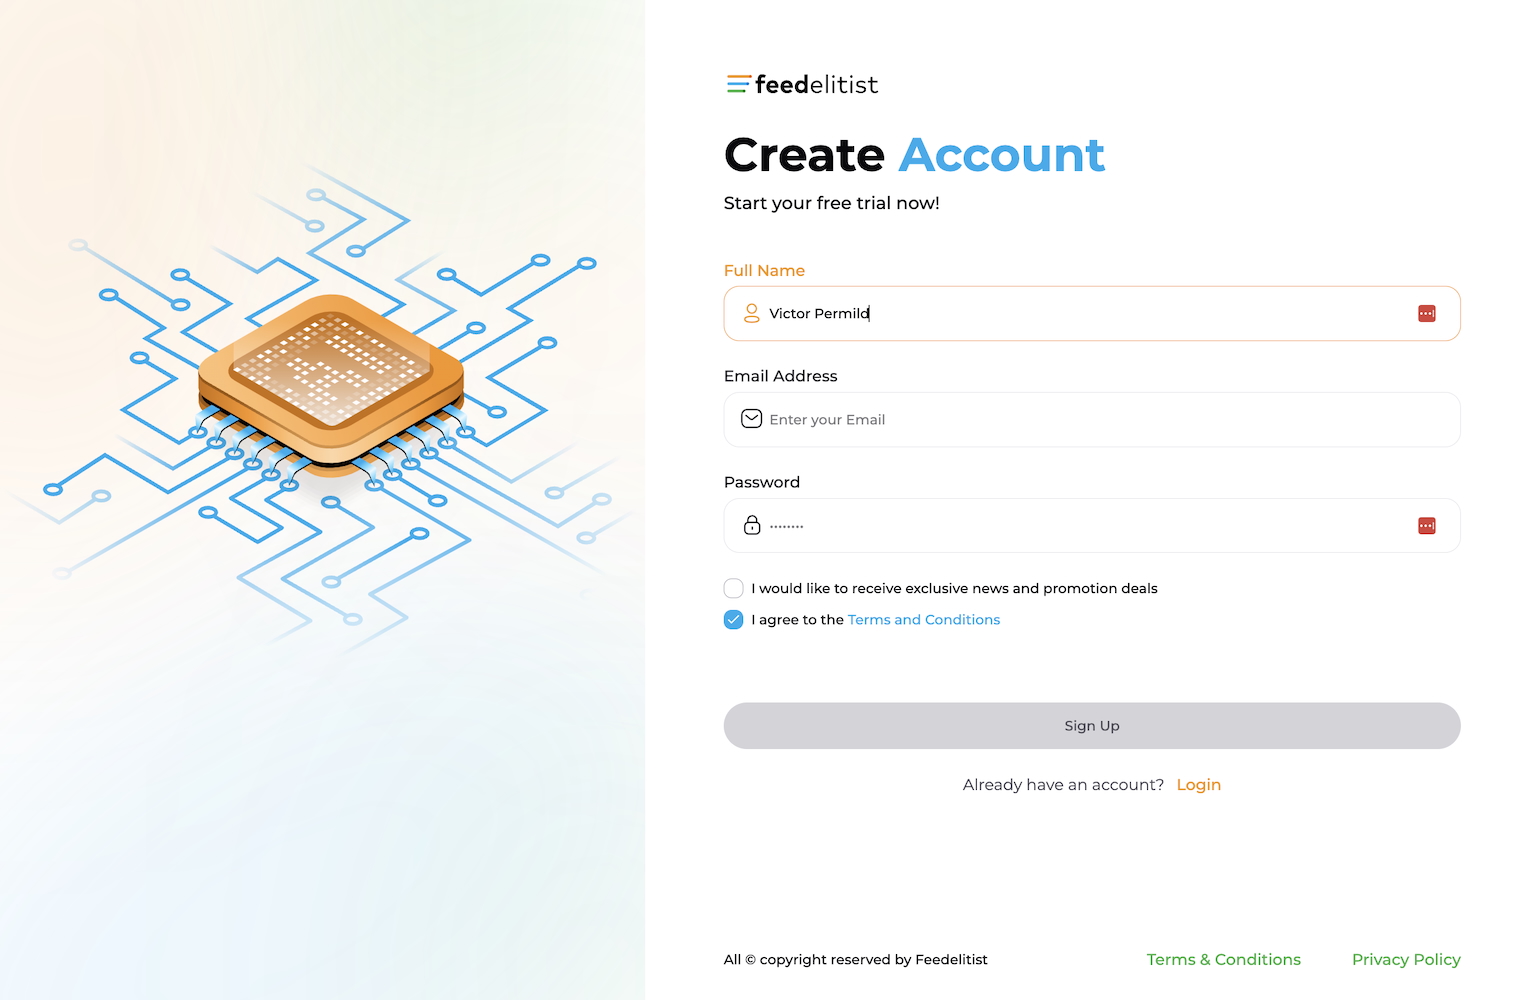 feedelitist
Create Account
Start your free trial now!
Full Name
Victor Permild
Email Address
Enter your Email
Password
I would like to receive exclusive news and promotion deals
I agree to the Terms and Conditions
Sign Up
Already have an account? Login
All © copyright reserved by Feedelitist Terms & Conditions Privacy Policy